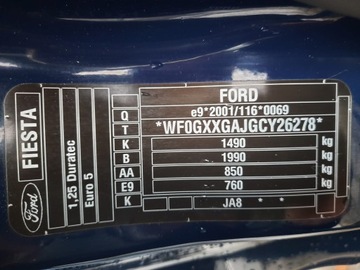 FORD
Q e9*2001/116*0069
T *WF0GXXGAJGCY26278*
K 1490 kg
B 1990 kg
AA 850 kg
E9 760 kg
K JA8 * *
FIESTA
1,25 Duratec
Euro 5
Ford